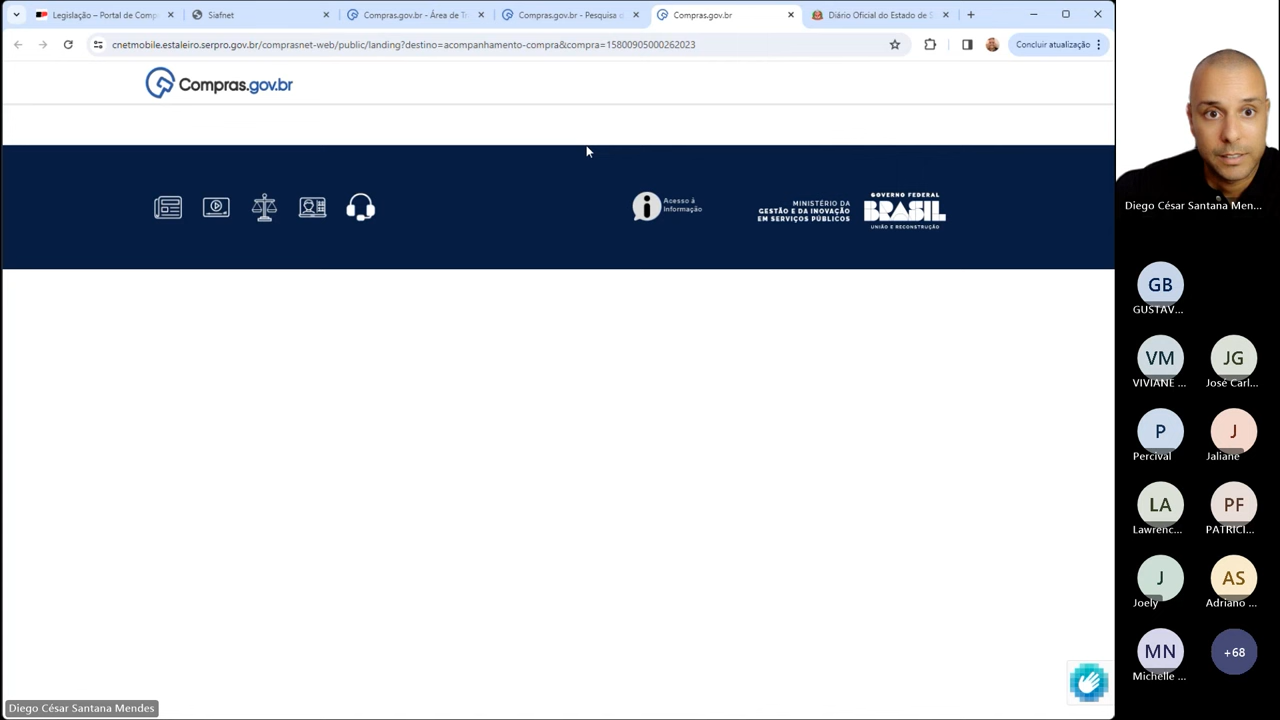 Legislação – Portal de Comp
Siafnet
Compras.gov.br - Área de Tr
Compras.gov.br - Pesquisa o
Compras.gov.br
Diário Oficial do Estado de S
cnetmobile.estaleiro.serpro.gov.br/comprasnet-web/public/landing?destino=acompanhamento-compra&compra=15800905000262023
Concluir atualização
Compras.gov.br
Acesso à
Informação
MINISTÉRIO DA
GESTÃO E DA INOVAÇÃO
EM SERVIÇOS PÚBLICOS
GOVERNO FEDERAL
BRASIL
UNIÃO E RECONSTRUÇÃO
Diego César Santana Men...
GB
GUSTAV...
VM
VIVIANE ...
JG
José Carl...
P
Percival
J
Jaliane
LA
Lawrenc...
PF
PATRICI...
J
Joely
AS
Adriano ...
MN
Michelle ...
+68
Diego César Santana Mendes